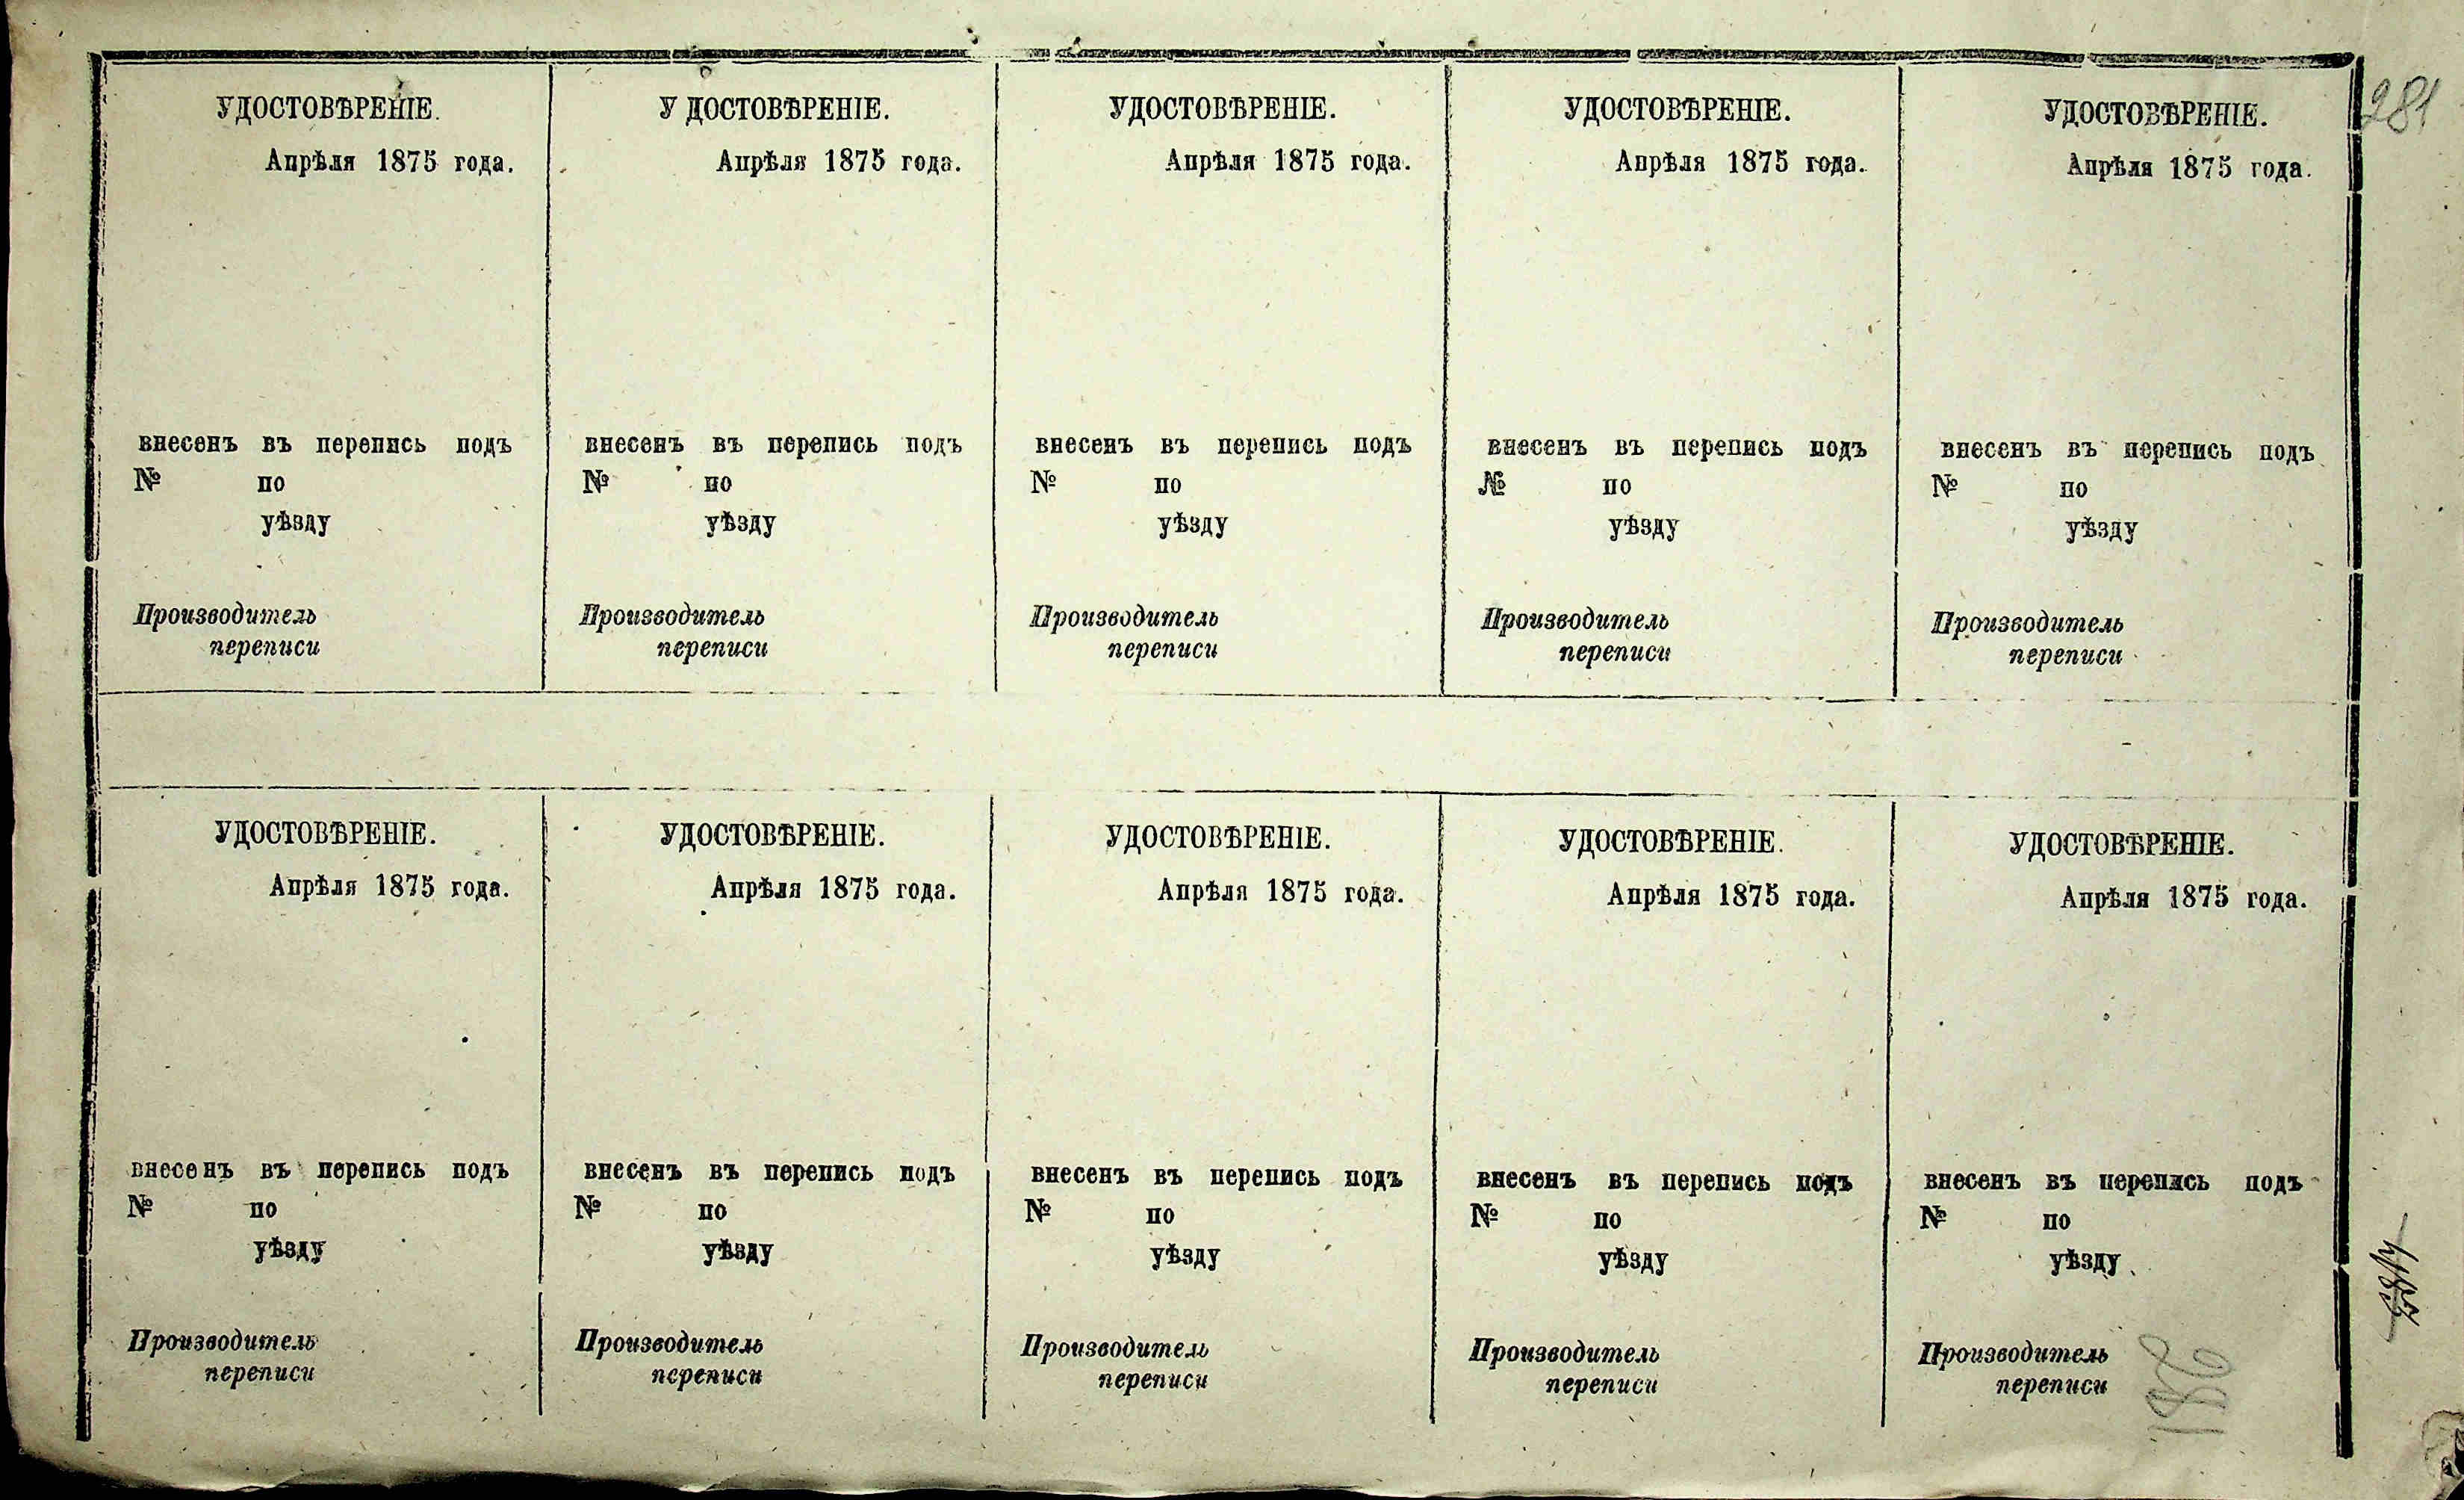 281
УДОСТОВѢРЕНІЕ.
Апрѣля 1875 года.
внесенъ въ перепись подъ
№ по
уѣзду
Производитель
переписи
У ДОСТОВѢРЕНІЕ.
Апрѣля 1875 года.
внесенъ въ перепись подъ
№ по
уѣзду
Производитель
переписи
УДОСТОВѢРЕНІЕ.
Апрѣля 1875 года.
внесенъ въ перепись подъ
№ по
уѣзду
Производитель
переписи
УДОСТОВѢРЕНІЕ.
Апрѣля 1875 года.
внесенъ въ перепись подъ
№ по
уѣзду
Производитель
переписи
УДОСТОВѢРЕНІЕ.
Апрѣля 1875 года.
внесенъ въ перепись подъ
№ по
уѣзду
Производитель
переписи
УДОСТОВѢРЕНІЕ.
Апрѣля 1875 года.
внесенъ въ перепись подъ
№ по
уѣзду
Производитель
переписи
УДОСТОВѢРЕНІЕ.
Апрѣля 1875 года.
внесенъ въ перепись подъ
№ по
уѣзду
Производитель
переписи
УДОСТОВѢРЕНІЕ.
Апрѣля 1875 года.
внесенъ въ перепись подъ
№ по
уѣзду
Производитель
переписи
УДОСТОВѢРЕНІЕ.
Апрѣля 1875 года.
внесенъ въ перепись подъ
№ по
уѣзду
Производитель
переписи
УДОСТОВѢРЕНІЕ.
Апрѣля 1875 года.
внесенъ въ перепись подъ
№ по
уѣзду
Производитель
переписи